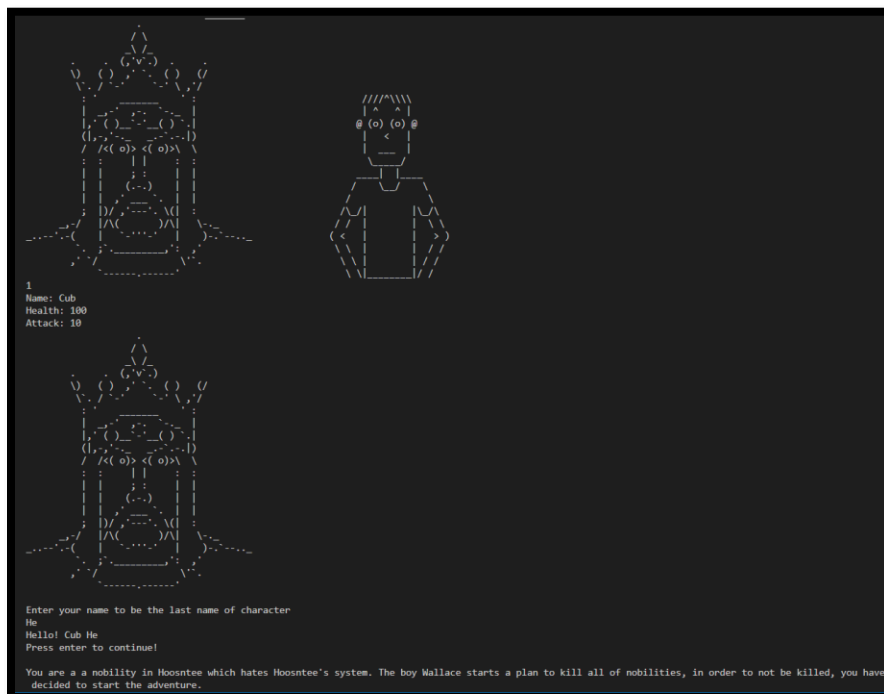 1
Name: Cub
Health: 100
Attack: 10
Enter your name to be the last name of character
He
Hello! Cub He
Press enter to continue!
You are a a nobility in Hoosntee which hates Hoosntee's system. The boy Wallace starts a plan to kill all of nobilities, in order to not be killed, you have
decided to start the adventure.